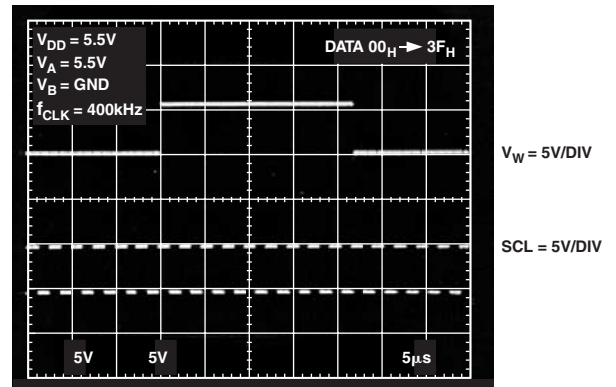 V_DD = 5.5V
V_A = 5.5V
V_B = GND
f_CLK = 400kHz
DATA 00_H → 3F_H
V_W = 5V/DIV
SCL = 5V/DIV
5V 5V 5µs